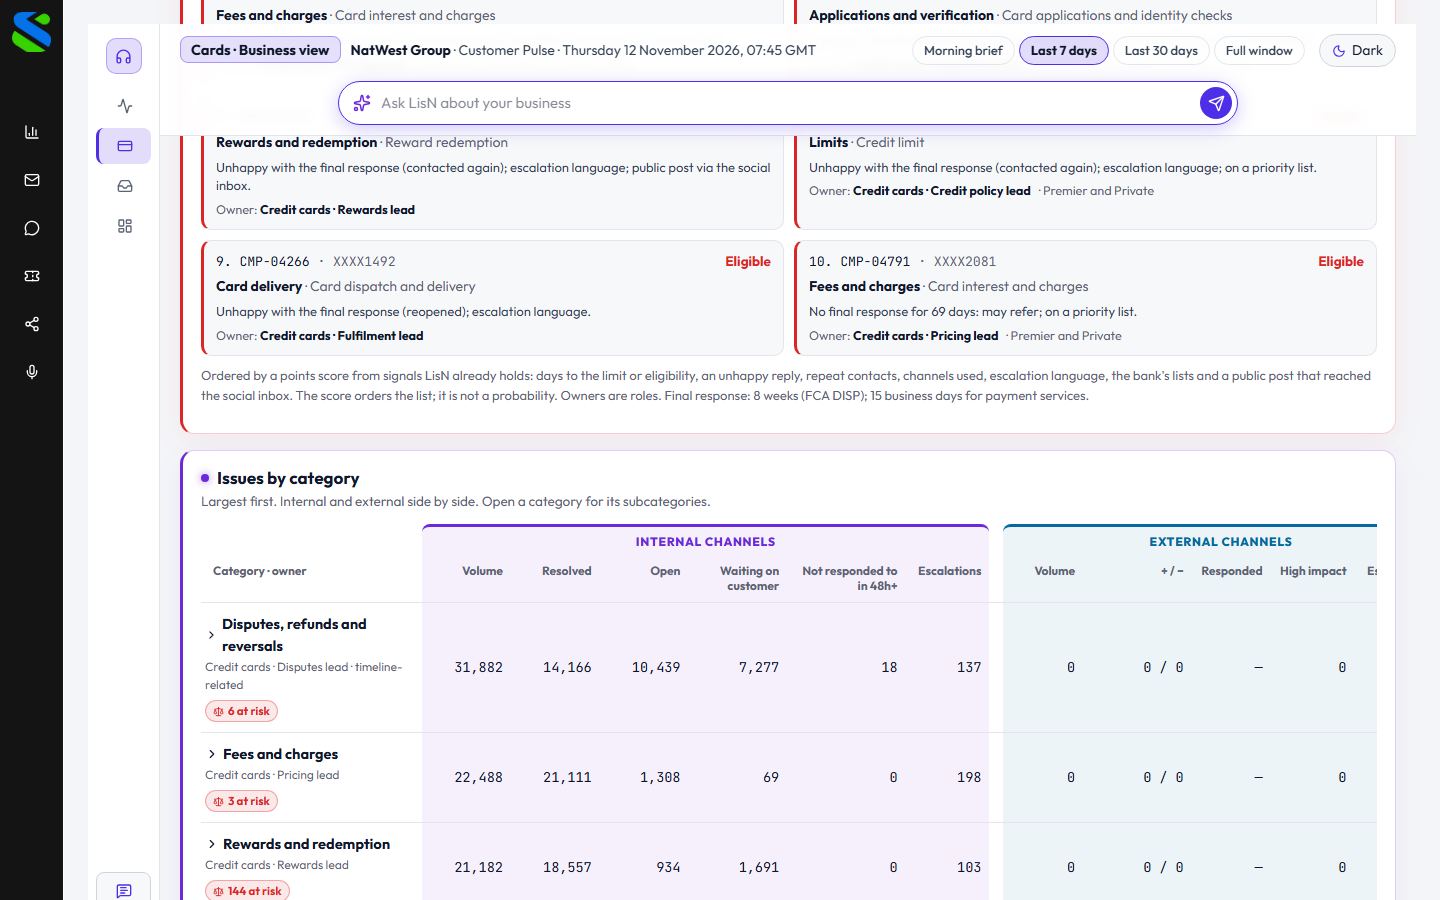 Fees and charges · Card interest and charges
Applications and verification · Card applications and identity checks
Cards · Business view
NatWest Group · Customer Pulse · Thursday 12 November 2026, 07:45 GMT
Morning brief
Last 7 days
Last 30 days
Full window
Dark
Ask LisN about your business
Rewards and redemption · Reward redemption
Unhappy with the final response (contacted again); escalation language; public post via the social
inbox.
Owner: Credit cards · Rewards lead
Limits · Credit limit
Unhappy with the final response (contacted again); escalation language; on a priority list.
Owner: Credit cards · Credit policy lead · Premier and Private
9. CMP-04266 · XXXX1492
Eligible
Card delivery · Card dispatch and delivery
Unhappy with the final response (reopened); escalation language.
Owner: Credit cards · Fulfilment lead
10. CMP-04791 · XXXX2081
Eligible
Fees and charges · Card interest and charges
No final response for 69 days: may refer; on a priority list.
Owner: Credit cards · Pricing lead · Premier and Private
Ordered by a points score from signals LisN already holds: days to the limit or eligibility, an unhappy reply, repeat contacts, channels used, escalation language, the bank's lists and a public post that reached
the social inbox. The score orders the list; it is not a probability. Owners are roles. Final response: 8 weeks (FCA DISP); 15 business days for payment services.
Issues by category
Largest first. Internal and external side by side. Open a category for its subcategories.
INTERNAL CHANNELS
EXTERNAL CHANNELS
Category · owner
Volume
Resolved
Open
Waiting on
customer
Not responded to
in 48h+
Escalations
Volume
+ / −
Responded
High impact
Es
Disputes, refunds and
reversals
Credit cards · Disputes lead · timeline-
related
6 at risk
31,882
14,166
10,439
7,277
18
137
0
0 / 0
—
0
Fees and charges
Credit cards · Pricing lead
3 at risk
22,488
21,111
1,308
69
0
198
0
0 / 0
—
0
Rewards and redemption
Credit cards · Rewards lead
144 at risk
21,182
18,557
934
1,691
0
103
0
0 / 0
—
0